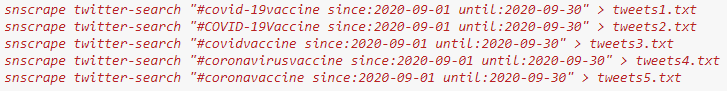 snscrape twitter-search "#covid-19vaccine since:2020-09-01 until:2020-09-30" > tweets1.txt
snscrape twitter-search "#COVID-19Vaccine since:2020-09-01 until:2020-09-30" > tweets2.txt
snscrape twitter-search "#covidvaccine since:2020-09-01 until:2020-09-30" > tweets3.txt
snscrape twitter-search "#coronavirusvaccine since:2020-09-01 until:2020-09-30" > tweets4.txt
snscrape twitter-search "#coronavaccine since:2020-09-01 until:2020-09-30" > tweets5.txt